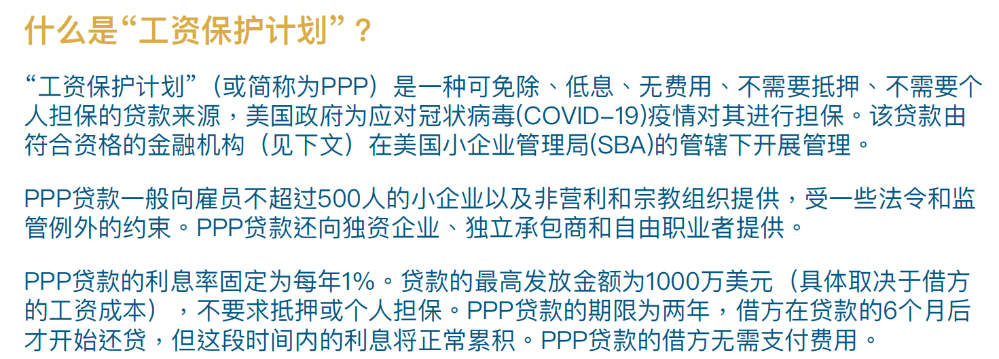 什么是“工资保护计划”?
“工资保护计划”（或简称为PPP）是一种可免除、低息、无费用、不需要抵押、不需要个
人担保的贷款来源，美国政府为应对冠状病毒(COVID–19)疫情对其进行担保。该贷款由
符合资格的金融机构（见下文）在美国小企业管理局(SBA)的管辖下开展管理。
PPP贷款一般向雇员不超过500人的小企业以及非营利和宗教组织提供，受一些法令和监
管例外的约束。PPP贷款还向独资企业、独立承包商和自由职业者提供。
PPP贷款的利息率固定为每年1%。贷款的最高发放金额为1000万美元（具体取决于借方
的工资成本），不要求抵押或个人担保。PPP贷款的期限为两年，借方在贷款的6个月后
才开始还贷，但这段时间内的利息将正常累积。PPP贷款的借方无需支付费用。